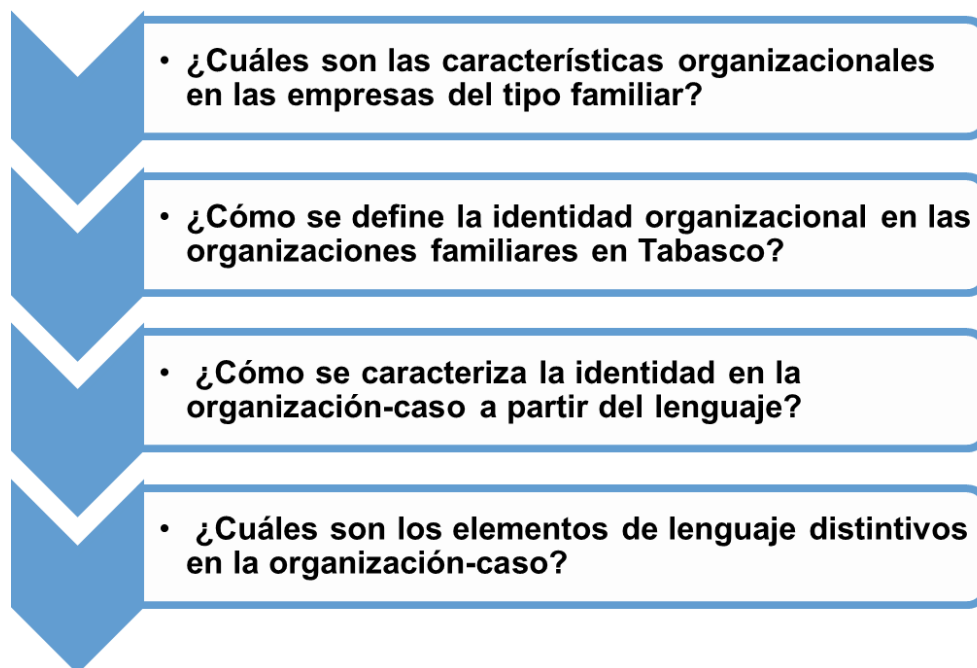 • ¿Cuáles son las características organizacionales
en las empresas del tipo familiar?
• ¿Cómo se define la identidad organizacional en las
organizaciones familiares en Tabasco?
• ¿Cómo se caracteriza la identidad en la
organización-caso a partir del lenguaje?
• ¿Cuáles son los elementos de lenguaje distintivos
en la organización-caso?